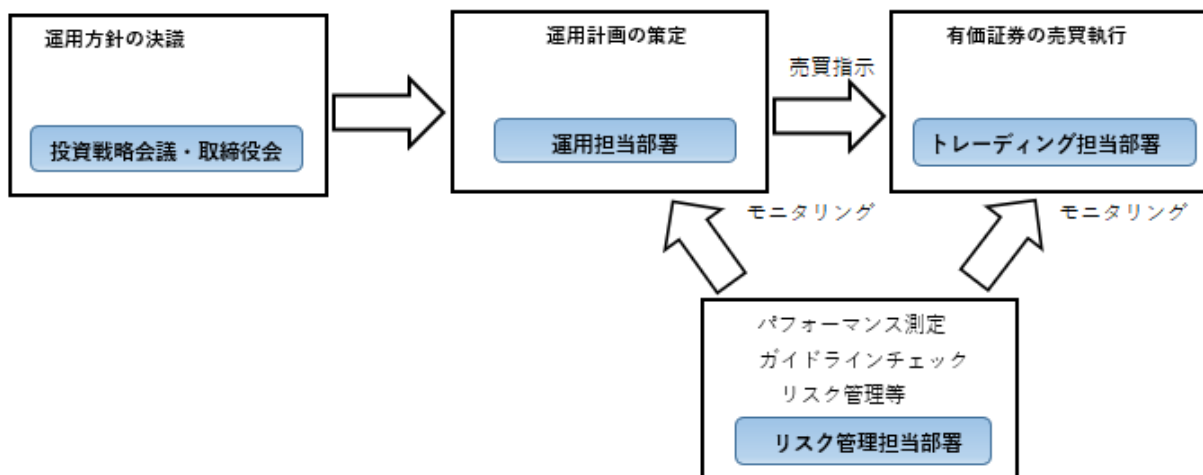 運用方針の決議
投資戦略会議・取締役会
運用計画の策定
運用担当部署
売買指示
有価証券の売買執行
トレーディング担当部署
モニタリング
モニタリング
パフォーマンス測定
ガイドラインチェック
リスク管理等
リスク管理担当部署